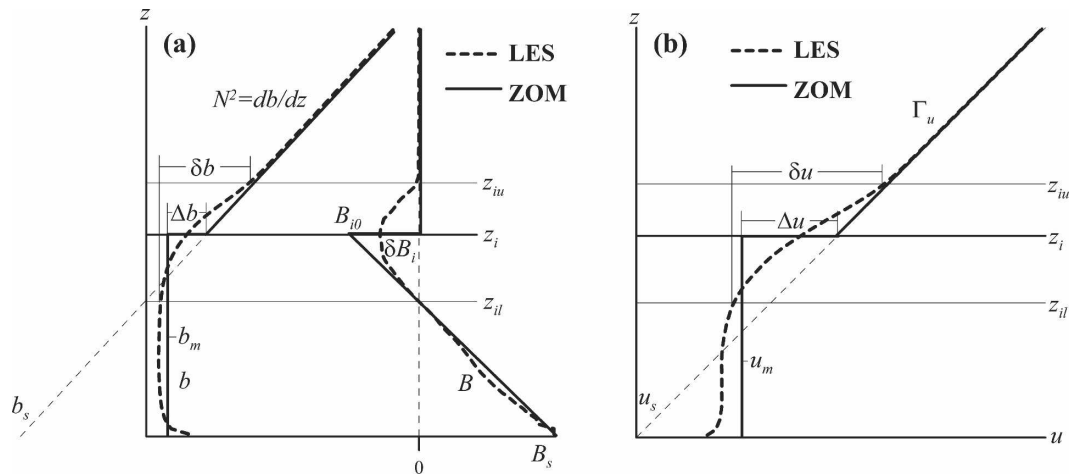 z
(a)
LES
ZOM
N²=db/dz
δb
z_iu
Δb
B_i0
z_i
δB_i
z_il
b_m
b
B
b_s
B_s
0
z
(b)
LES
ZOM
Γ_u
δu
z_iu
Δu
z_i
z_il
u_m
u_s
u